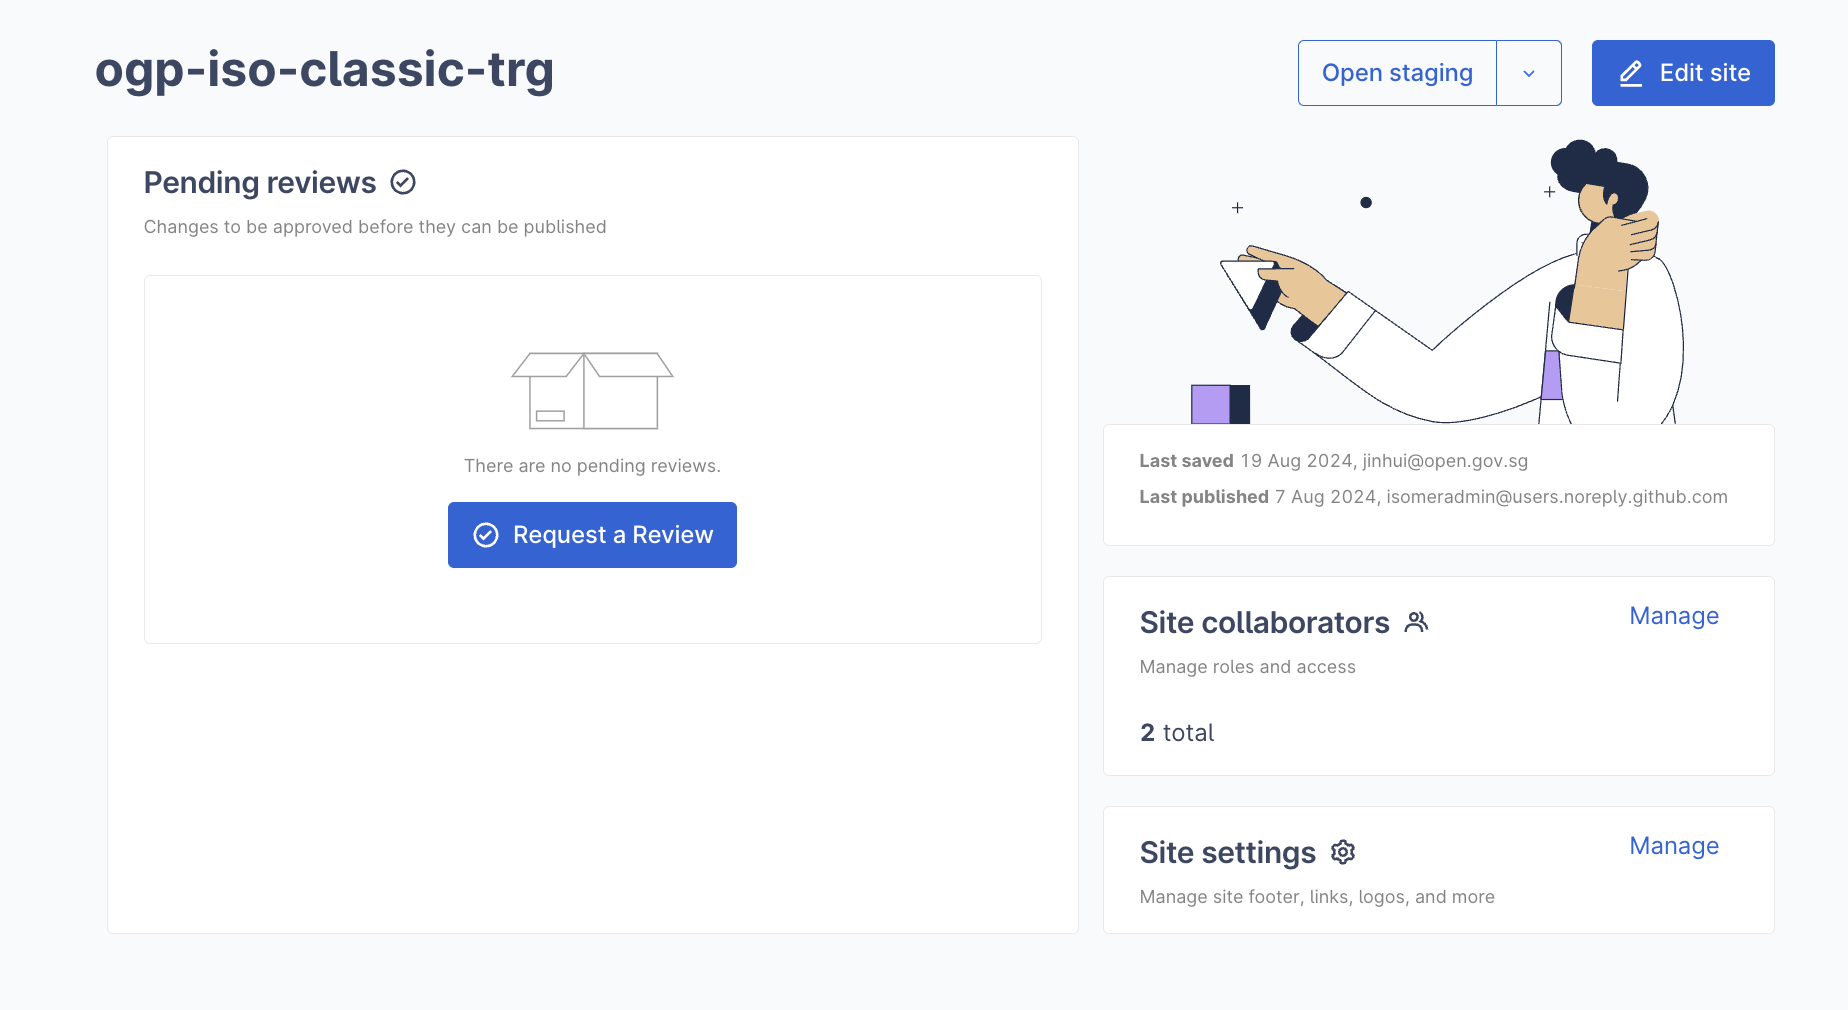 ogp-iso-classic-trg
Open staging
Edit site
Pending reviews
Changes to be approved before they can be published
There are no pending reviews.
Request a Review
Last saved 19 Aug 2024, jinhui@open.gov.sg
Last published 7 Aug 2024, isomeradmin@users.noreply.github.com
Site collaborators
Manage
Manage roles and access
2 total
Site settings
Manage
Manage site footer, links, logos, and more